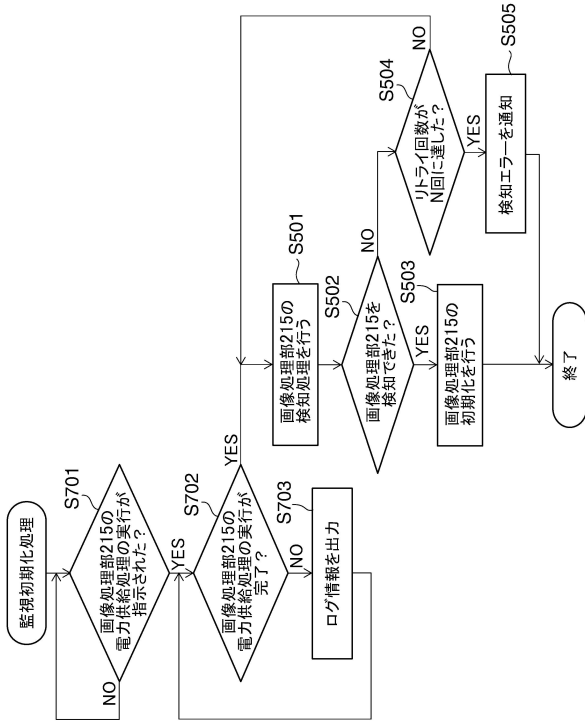 監視初期化処理
S701
画像処理部215の
電力供給処理の実行が
指示された？
NO
YES
S702
画像処理部215の
電力供給処理の実行が
完了？
YES
NO
S703
ログ情報を出力
S501
画像処理部215の
検知処理を行う
S502
画像処理部215を
検知できた？
NO
YES
S503
画像処理部215の
初期化を行う
S504
リトライ回数が
N回に達した？
NO
YES
S505
検知エラーを通知
終了